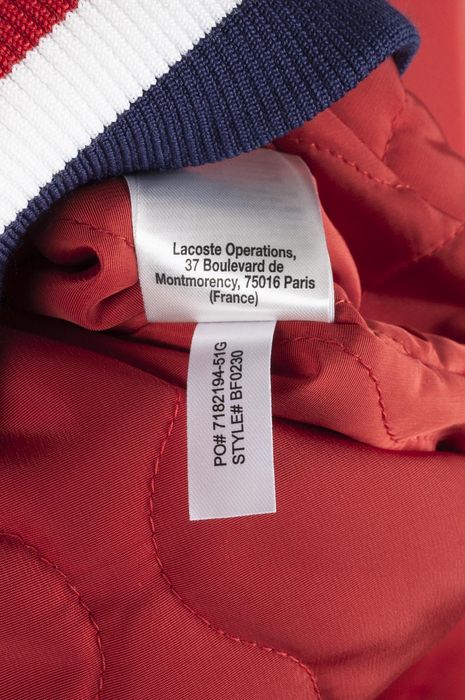 Lacoste Operations,
37 Boulevard de
Montmorency, 75016 Paris
(France)
PO# 7182194-51G
STYLE# BF0230